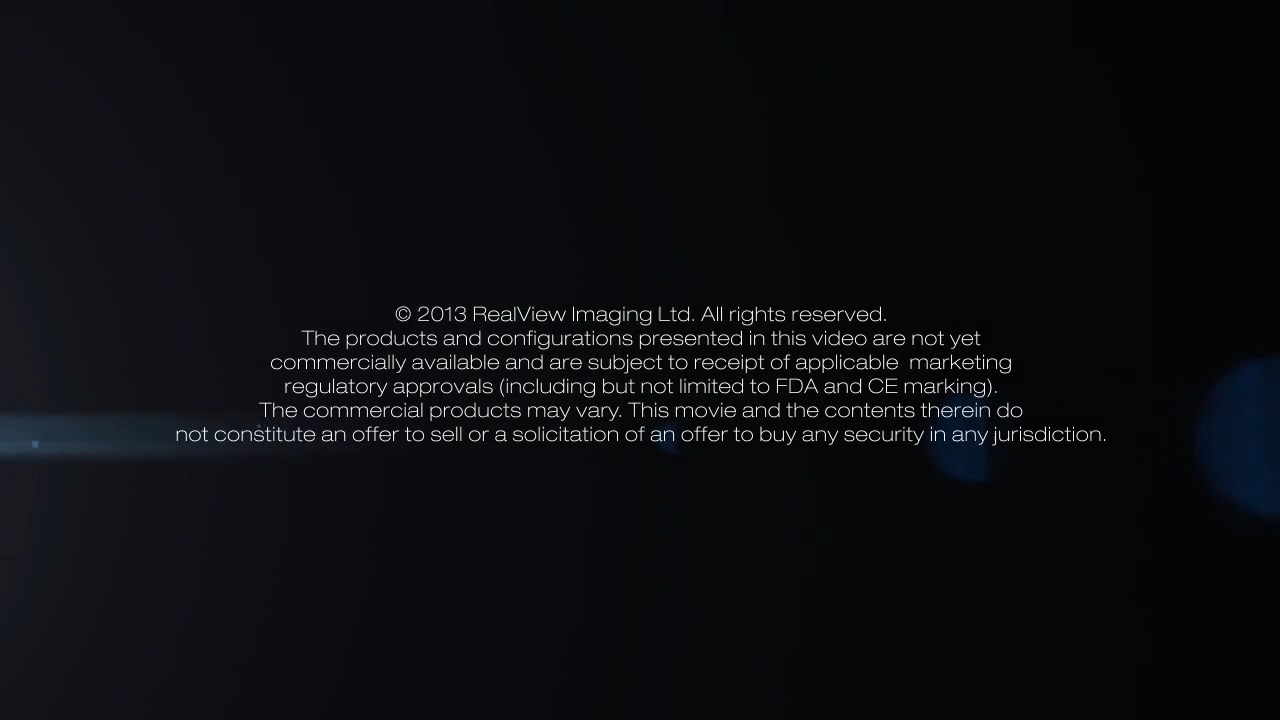 © 2013 RealView Imaging Ltd. All rights reserved.
The products and configurations presented in this video are not yet
commercially available and are subject to receipt of applicable  marketing
regulatory approvals (including but not limited to FDA and CE marking).
The commercial products may vary. This movie and the contents therein do
not constitute an offer to sell or a solicitation of an offer to buy any security in any jurisdiction.